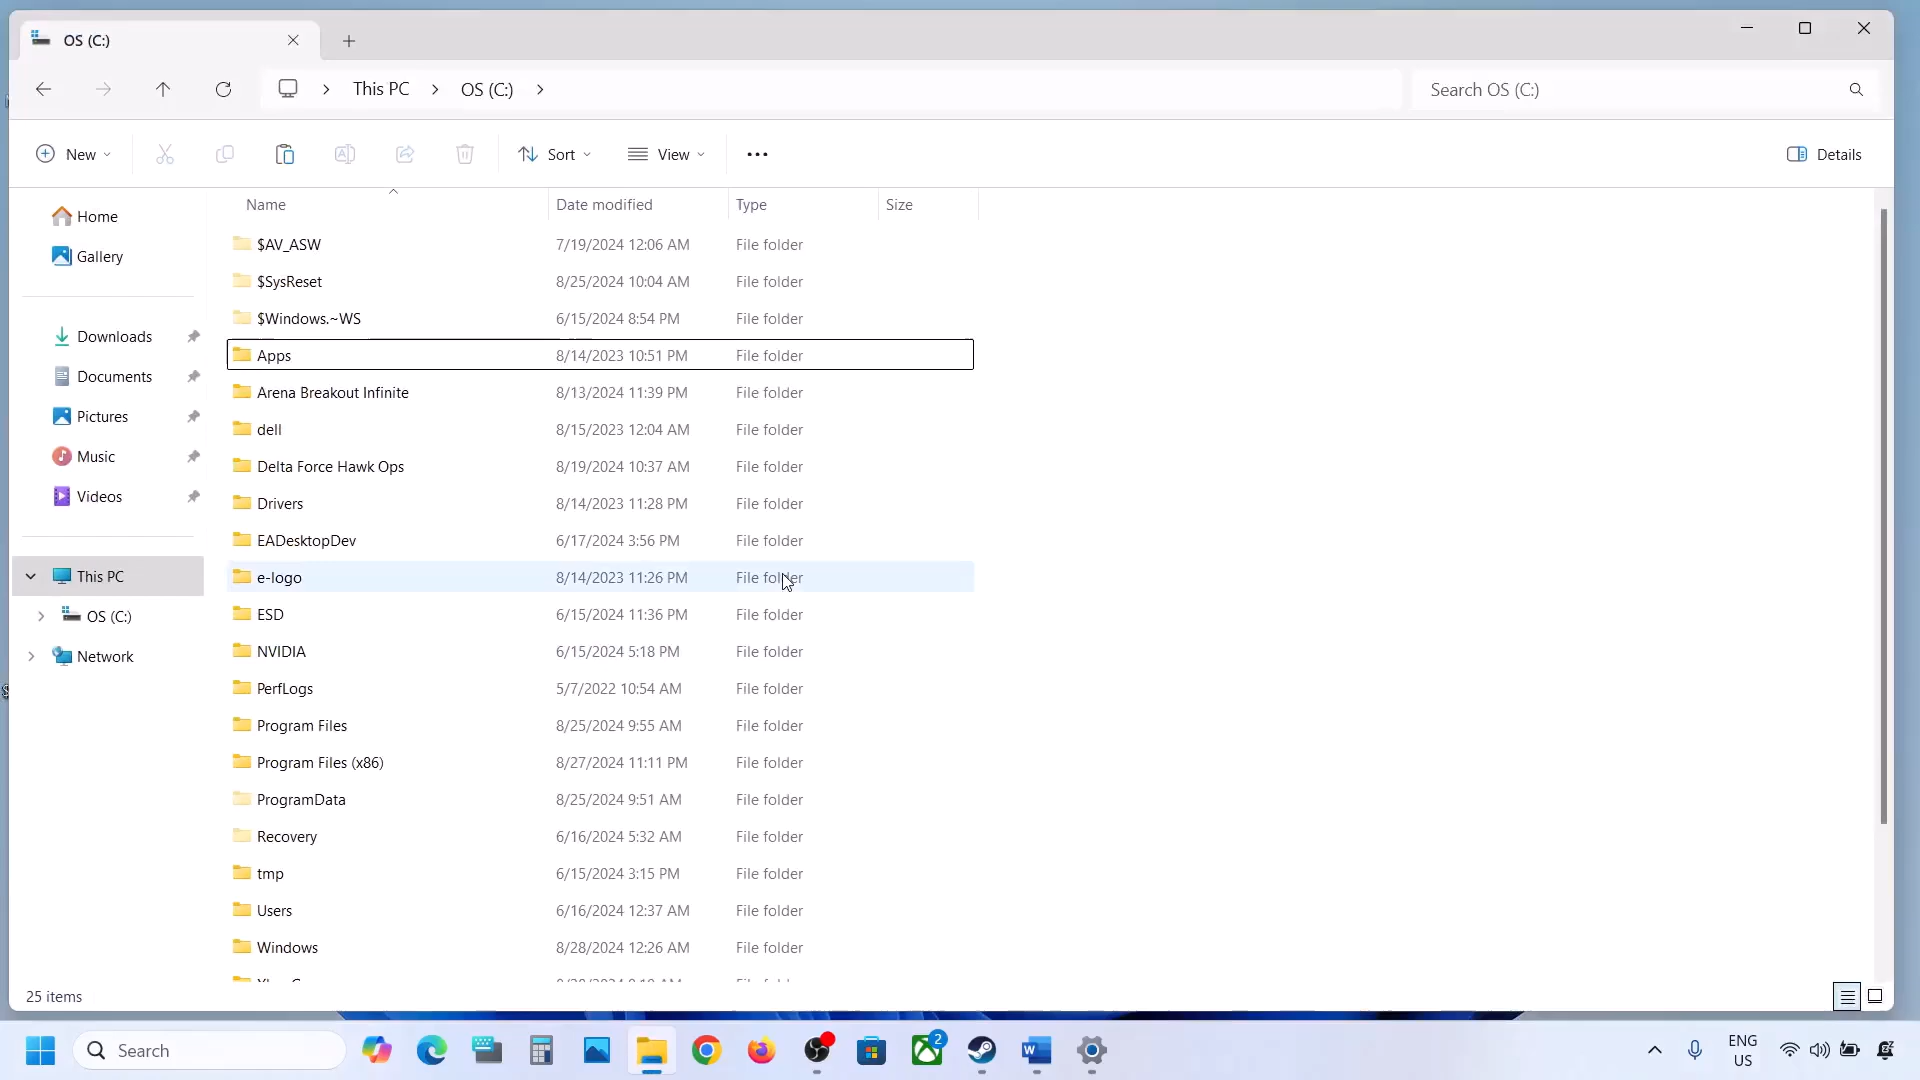 OS (C:)
This PC
OS (C:)
Search OS (C:)
New
Sort
View
Details
Name
Date modified
Type
Size
Home
Gallery
Downloads
Documents
Pictures
Music
Videos
This PC
OS (C:)
Network
$AV_ASW 7/19/2024 12:06 AM File folder
$SysReset 8/25/2024 10:04 AM File folder
$Windows.~WS 6/15/2024 8:54 PM File folder
Apps 8/14/2023 10:51 PM File folder
Arena Breakout Infinite 8/13/2024 11:39 PM File folder
dell 8/15/2023 12:04 AM File folder
Delta Force Hawk Ops 8/19/2024 10:37 AM File folder
Drivers 8/14/2023 11:28 PM File folder
EADesktopDev 6/17/2024 3:56 PM File folder
e-logo 8/14/2023 11:26 PM File folder
ESD 6/15/2024 11:36 PM File folder
NVIDIA 6/15/2024 5:18 PM File folder
PerfLogs 5/7/2022 10:54 AM File folder
Program Files 8/25/2024 9:55 AM File folder
Program Files (x86) 8/27/2024 11:11 PM File folder
ProgramData 8/25/2024 9:51 AM File folder
Recovery 6/16/2024 5:32 AM File folder
tmp 6/15/2024 3:15 PM File folder
Users 6/16/2024 12:37 AM File folder
Windows 8/28/2024 12:26 AM File folder
25 items
Search
2
ENG
US